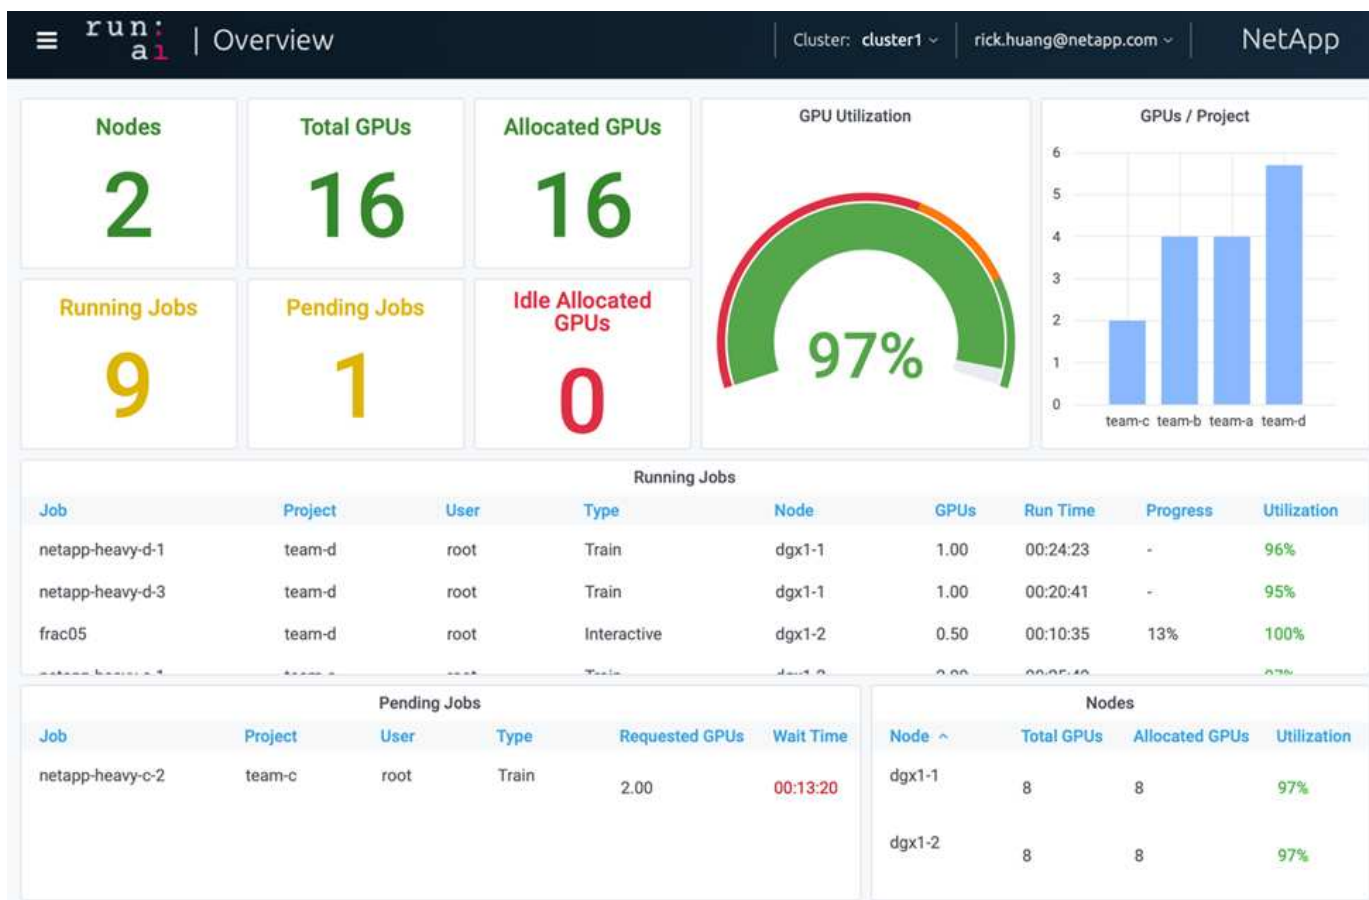 run:
ai | Overview
Cluster: cluster1
rick.huang@netapp.com
NetApp
Nodes
2
Total GPUs
16
Allocated GPUs
16
Running Jobs
9
Pending Jobs
1
Idle Allocated
GPUs
0
GPU Utilization
97%
GPUs / Project
6
5
4
3
2
1
0
team-c team-b team-a team-d
Running Jobs
Job Project User Type Node GPUs Run Time Progress Utilization
netapp-heavy-d-1 team-d root Train dgx1-1 1.00 00:24:23 - 96%
netapp-heavy-d-3 team-d root Train dgx1-1 1.00 00:20:41 - 95%
frac05 team-d root Interactive dgx1-2 0.50 00:10:35 13% 100%
Pending Jobs
Job Project User Type Requested GPUs Wait Time
netapp-heavy-c-2 team-c root Train 2.00 00:13:20
Nodes
Node Total GPUs Allocated GPUs Utilization
dgx1-1 8 8 97%
dgx1-2 8 8 97%